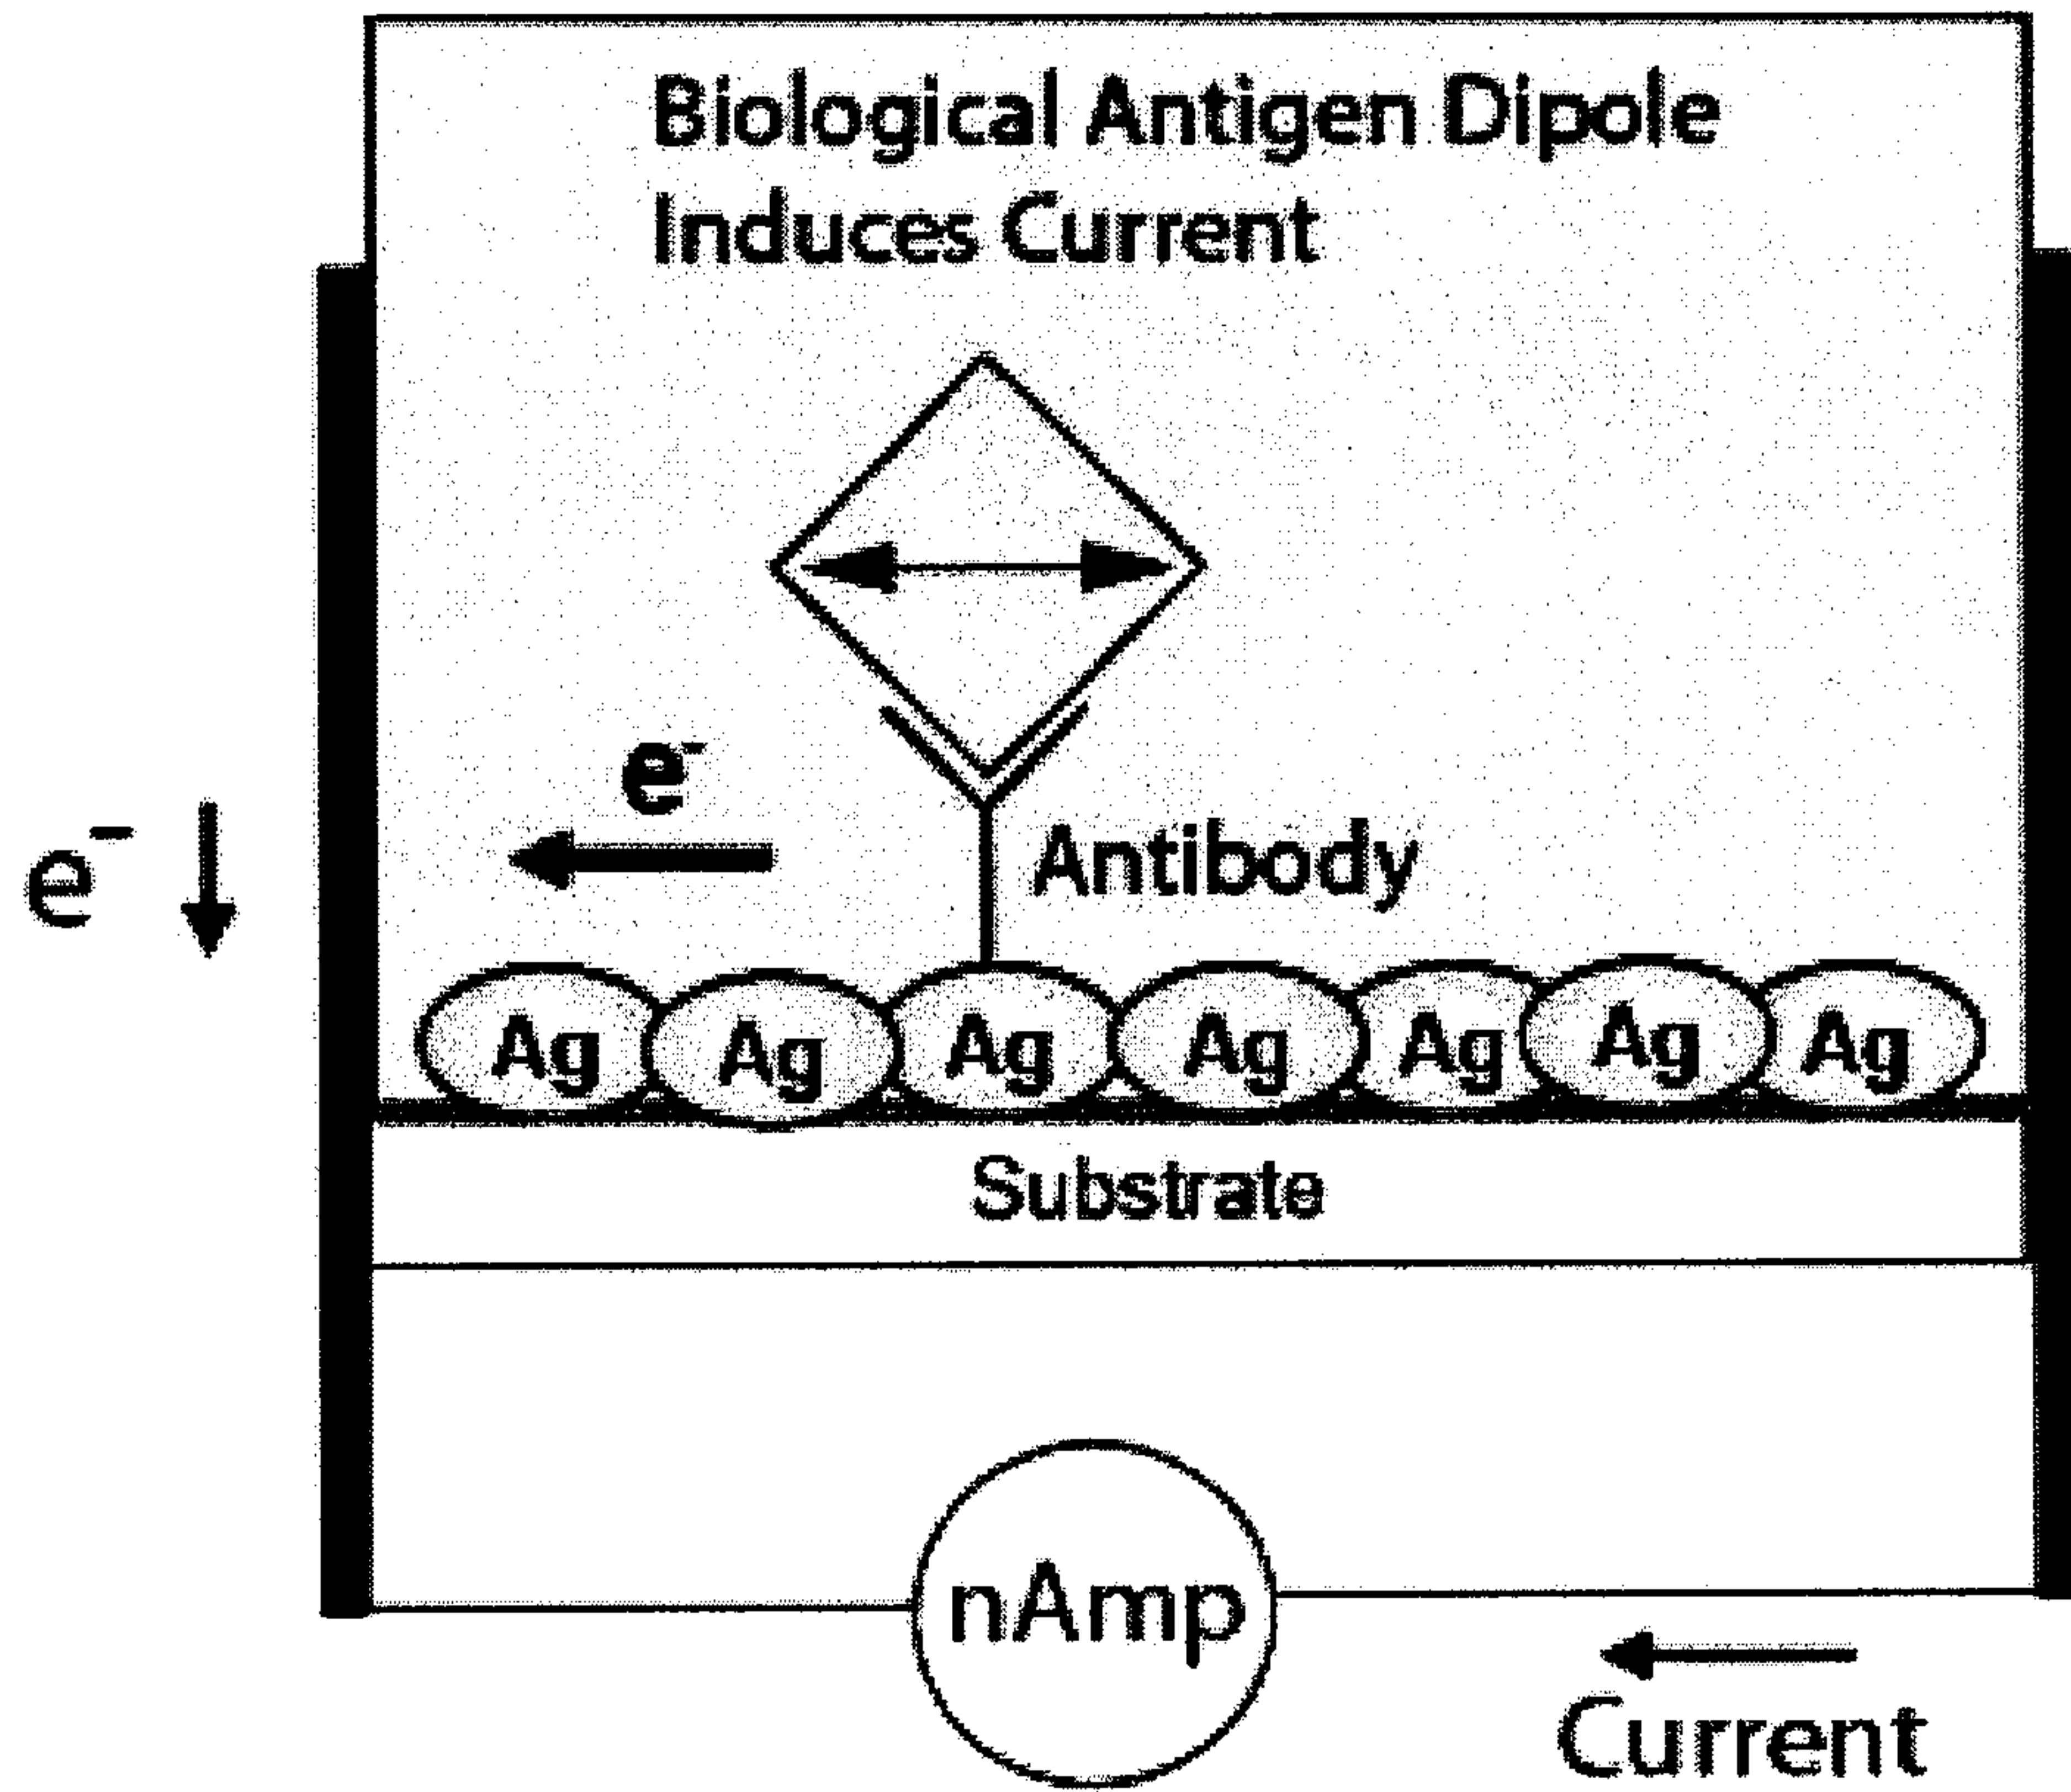 Biological Antigen Dipole
Induces Current
e⁻
e⁻
Antibody
Ag Ag Ag Ag Ag Ag Ag
Substrate
nAmp
Current